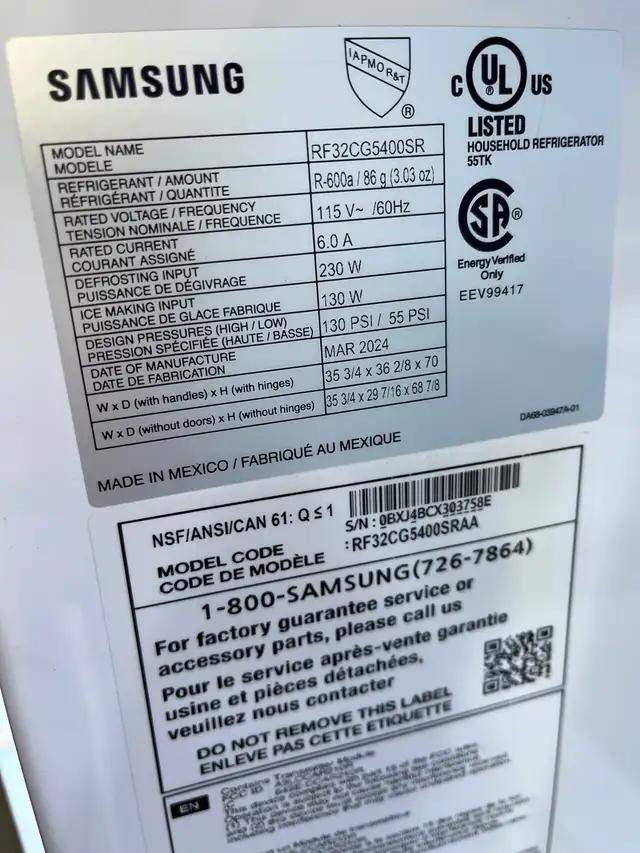 SAMSUNG
IAPMO R&T
®
C UL US
®
LISTED
HOUSEHOLD REFRIGERATOR
55TK
SA®
Energy Verified
Only
EEV99417
MODEL NAME
MODELE
RF32CG5400SR
REFRIGERANT / AMOUNT
RÉFRIGÉRANT / QUANTITE
R-600a / 86 g (3.03 oz)
RATED VOLTAGE / FREQUENCY
TENSION NOMINALE / FREQUENCE
115 V~ /60Hz
RATED CURRENT
COURANT ASSIGNÉ
6.0 A
DEFROSTING INPUT
PUISSANCE DE DÉGIVRAGE
230 W
ICE MAKING INPUT
PUISSANCE DE GLACE FABRIQUE
130 W
DESIGN PRESSURES (HIGH / LOW)
PRESSION SPÉCIFIÉE (HAUTE / BASSE)
130 PSI / 55 PSI
DATE OF MANUFACTURE
DATE DE FABRICATION
MAR 2024
W x D (with handles) x H (with hinges)
35 3/4 x 36 2/8 x 70
W x D (without doors) x H (without hinges)
35 3/4 x 29 7/16 x 68 7/8
DA68-03947A-01
MADE IN MEXICO / FABRIQUÉ AU MEXIQUE
NSF/ANSI/CAN 61: Q ≤ 1
S/N : 0BXJ4BCX303758E
MODEL CODE
CODE DE MODÈLE
: RF32CG5400SRAA
1-800-SAMSUNG(726-7864)
For factory guarantee service or
accessory parts, please call us
Pour le service après-vente garantie
usine et pièces détachées,
veuillez nous contacter
DO NOT REMOVE THIS LABEL
ENLEVE PAS CETTE ETIQUETTE
EN
Contains Transmitter Module
FCC ID